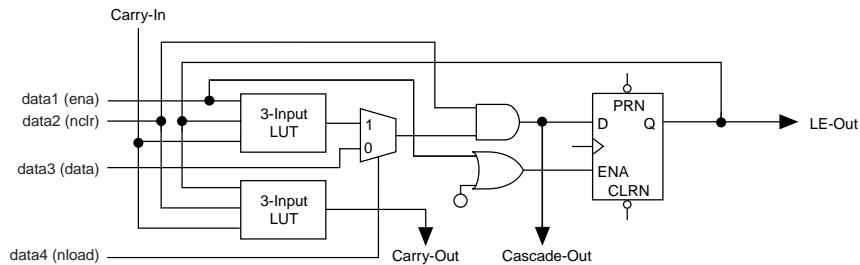 Carry-In
data1 (ena)
data2 (nclr)
data3 (data)
data4 (nload)
3-Input
LUT
1
0
3-Input
LUT
PRN
D
Q
ENA
CLRN
LE-Out
Carry-Out
Cascade-Out